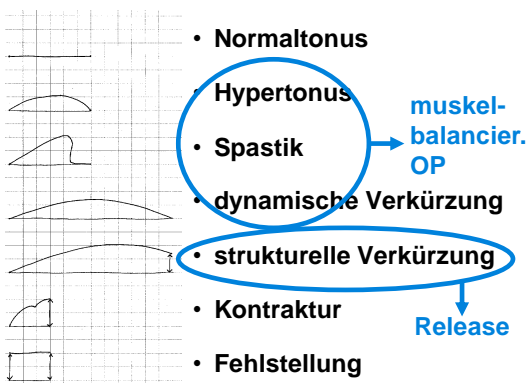 • Normaltonus
• Hypertonus
• Spastik
• dynamische Verkürzung
• strukturelle Verkürzung
• Kontraktur
• Fehlstellung
muskel-
balancier.
OP
Release